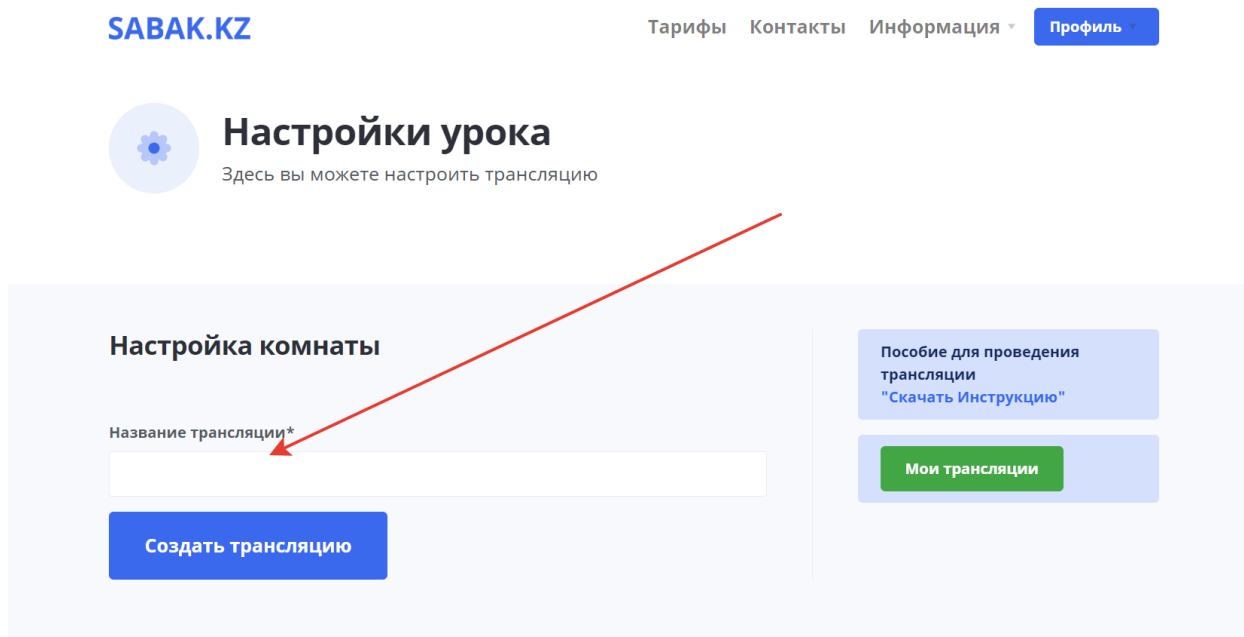 SABAK.KZ
Тарифы Контакты Информация Профиль
Настройки урока
Здесь вы можете настроить трансляцию
Настройка комнаты
Название трансляции*
Создать трансляцию
Пособие для проведения
трансляции
"Скачать Инструкцию"
Мои трансляции